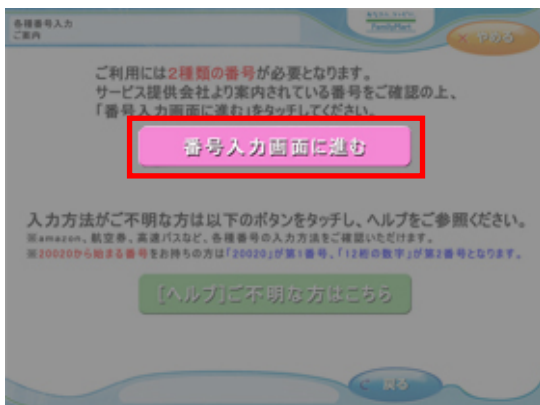 各種番号入力
ご案内
あなたと、コンビに、
FamilyMart
× やめる
ご利用には2種類の番号が必要となります。
サービス提供会社より案内されている番号をご確認の上、
「番号入力画面に進む」をタッチしてください。
番号入力画面に進む
入力方法がご不明な方は以下のボタンをタッチし、ヘルプをご参照ください。
※amazon、航空券、高速バスなど、各種番号の入力方法をご確認いただけます。
※20020から始まる番号をお持ちの方は「20020」が第1番号、「12桁の数字」が第2番号となります。
[ヘルプ]ご不明な方はこちら
戻る